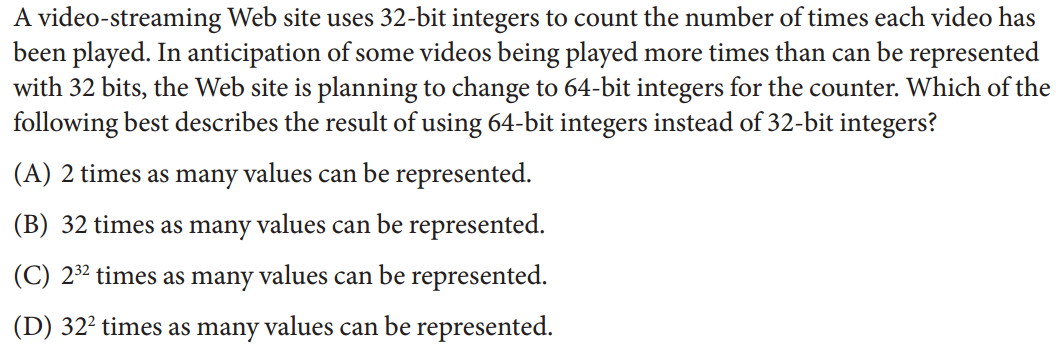 A video-streaming Web site uses 32-bit integers to count the number of times each video has
been played. In anticipation of some videos being played more times than can be represented
with 32 bits, the Web site is planning to change to 64-bit integers for the counter. Which of the
following best describes the result of using 64-bit integers instead of 32-bit integers?
(A) 2 times as many values can be represented.
(B) 32 times as many values can be represented.
(C) 2³² times as many values can be represented.
(D) 32² times as many values can be represented.